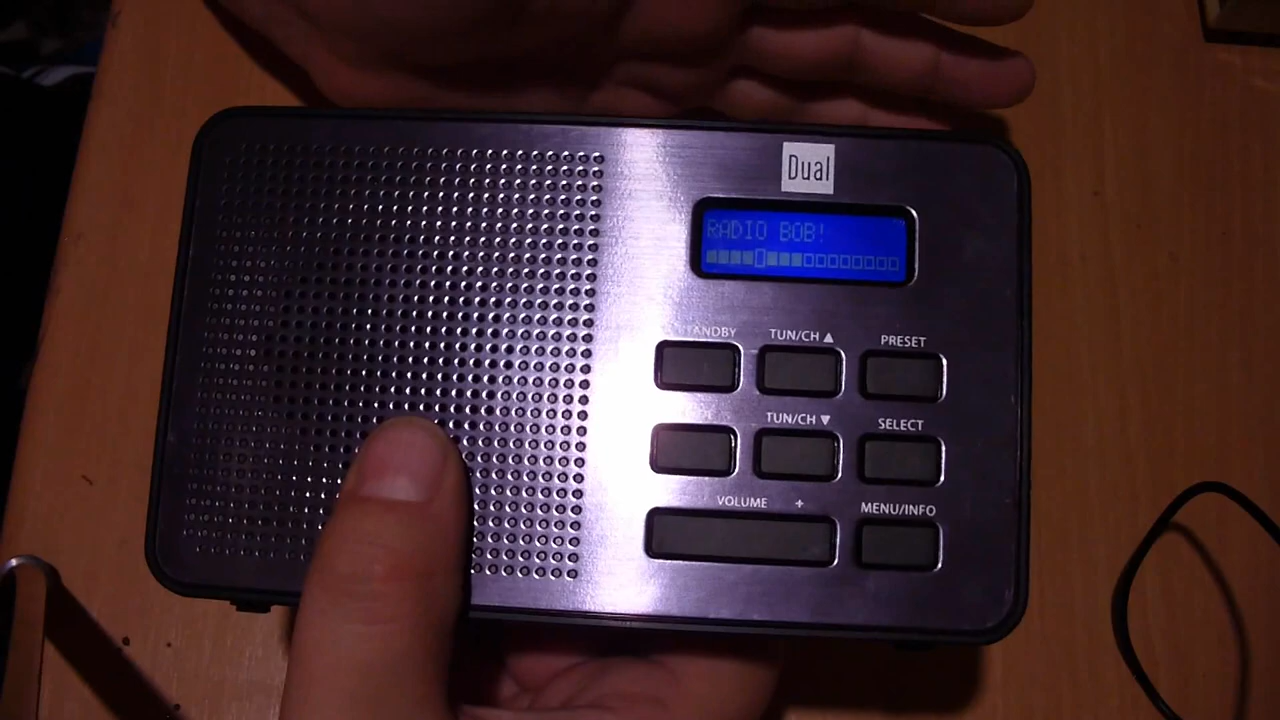 Dual
RADIO BOB!
TUN/CH ▲
PRESET
TUN/CH ▼
SELECT
VOLUME +
MENU/INFO